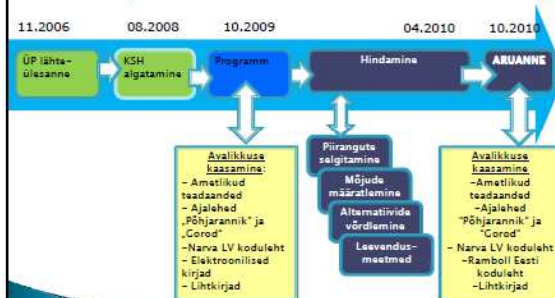 11.2006
08.2008
10.2009
04.2010
10.2010
ÜP lähte-
ülesanne
KSH
algatamine
Programm
Hindamine
ARUANNE
Avalikkuse
kaasamine:
- Ametlikud
teadaanded
- Ajalehed
„Põhjarannik" ja
„Gorod"
-Narva LV koduleht
- Elektroonilised
kirjad
- Lihtkirjad
Piirangute
selgitamine
Mõjude
määratlemine
Alternatiivide
võrdlemine
Leevendus-
meetmed
Avalikkuse
kaasamine:
-Ametlikud
teadaanded
-Ajalehed
"Põhjarannik" ja
"Gorod"
- Narva LV koduleht
-Ramboll Eesti
koduleht
-Lihtkirjad